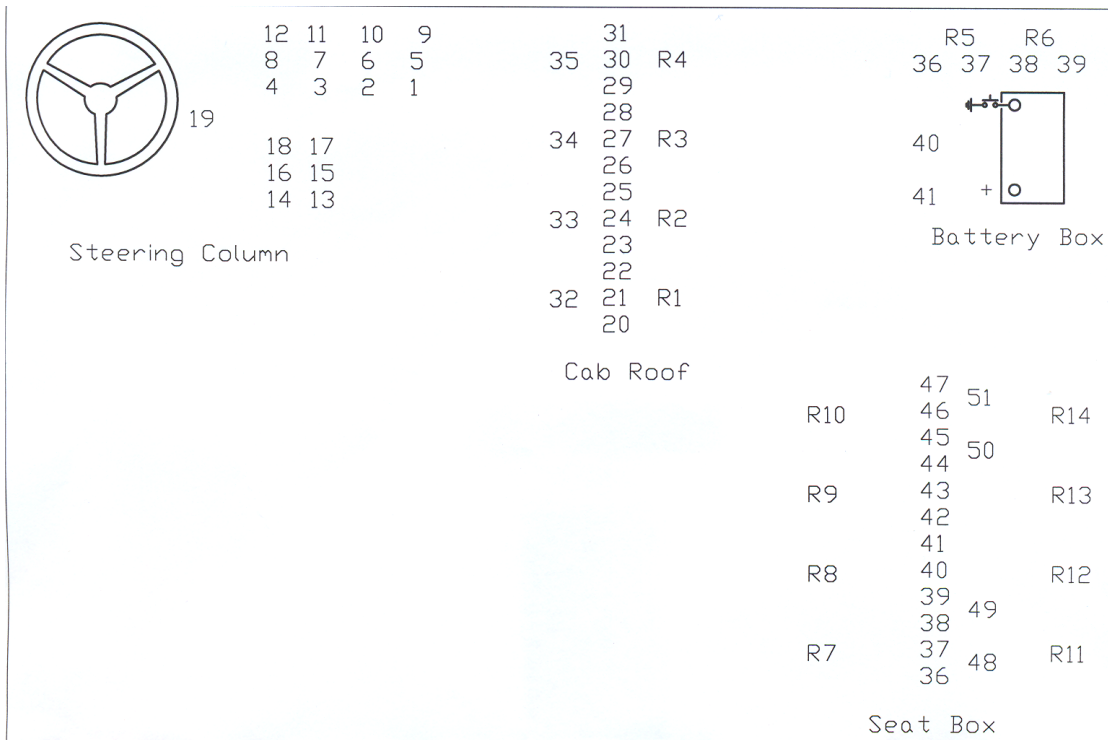 12 11 10 9
8 7 6 5
4 3 2 1
19
18 17
16 15
14 13
Steering Column
31
35 30 R4
29
28
34 27 R3
26
25
33 24 R2
23
22
32 21 R1
20
Cab Roof
R5 R6
36 37 38 39
40
41 +
Battery Box
47
51
R10 46 R14
45
50
44
R9 43 R13
42
41
R8 40 R12
39
49
38
R7 37 R11
48
36
Seat Box